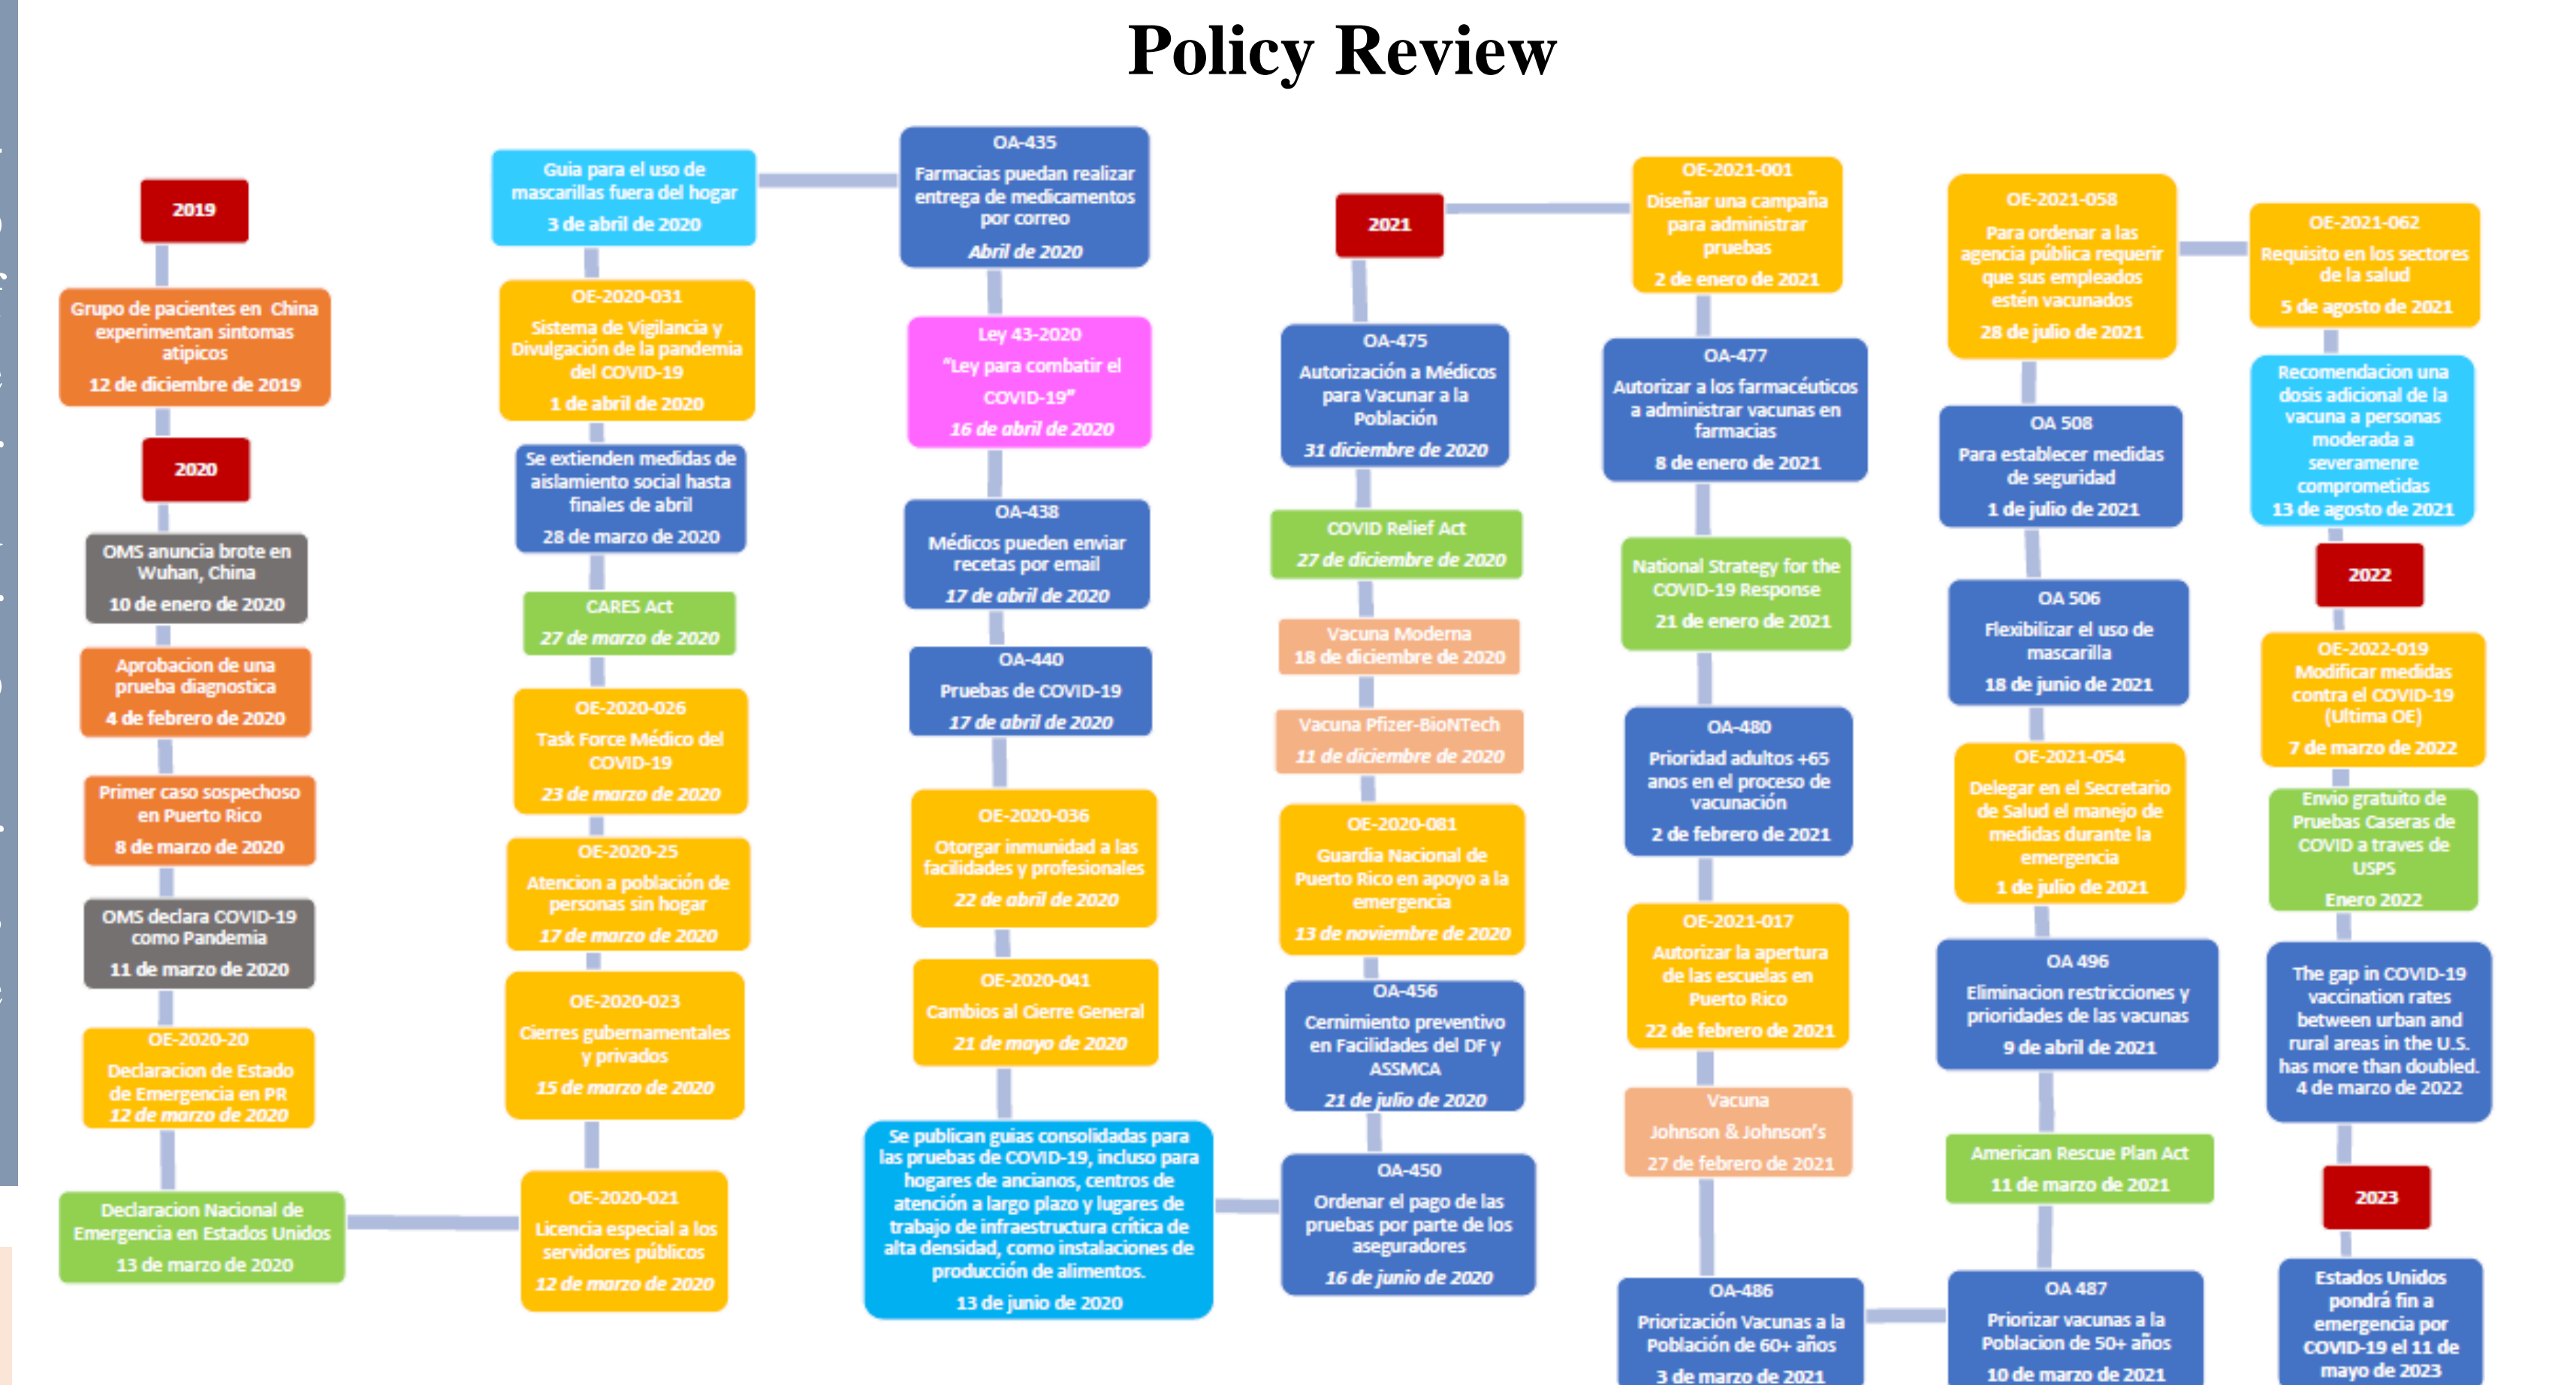 Policy Review
2019
Grupo de pacientes en China
experimentan sintomas
atipicos
12 de diciembre de 2019
2020
OMS anuncia brote en
Wuhan, China
10 de enero de 2020
Aprobacion de una
prueba diagnostica
4 de febrero de 2020
Primer caso sospechoso
en Puerto Rico
8 de marzo de 2020
OMS declara COVID-19
como Pandemia
11 de marzo de 2020
OE-2020-20
Declaracion de Estado
de Emergencia en PR
12 de marzo de 2020
Declaracion Nacional de
Emergencia en Estados Unidos
13 de marzo de 2020
Guia para el uso de
mascarillas fuera del hogar
3 de abril de 2020
OE-2020-031
Sistema de Vigilancia y
Divulgación de la pandemia
del COVID-19
1 de abril de 2020
Se extienden medidas de
aislamiento social hasta
finales de abril
28 de marzo de 2020
CARES Act
27 de marzo de 2020
OE-2020-026
Task Force Médico del
COVID-19
23 de marzo de 2020
OE-2020-25
Atencion a población de
personas sin hogar
17 de marzo de 2020
OE-2020-023
Cierres gubernamentales
y privados
15 de marzo de 2020
OE-2020-021
Licencia especial a los
servidores públicos
12 de marzo de 2020
OA-435
Farmacias puedan realizar
entrega de medicamentos
por correo
Abril de 2020
Ley 43-2020
“Ley para combatir el
COVID-19”
16 de abril de 2020
OA-438
Médicos pueden enviar
recetas por email
17 de abril de 2020
OA-440
Pruebas de COVID-19
17 de abril de 2020
OE-2020-036
Otorgar inmunidad a las
facilidades y profesionales
22 de abril de 2020
OE-2020-041
Cambios al Cierre General
21 de mayo de 2020
Se publican guias consolidadas para
las pruebas de COVID-19, incluso para
hogares de ancianos, centros de
atención a largo plazo y lugares de
trabajo de infraestructura crítica de
alta densidad, como instalaciones de
producción de alimentos.
13 de junio de 2020
2021
OA-475
Autorización a Médicos
para Vacunar a la
Población
31 diciembre de 2020
COVID Relief Act
27 de diciembre de 2020
Vacuna Moderna
18 de diciembre de 2020
Vacuna Pfizer-BioNTech
11 de diciembre de 2020
OE-2020-081
Guardia Nacional de
Puerto Rico en apoyo a la
emergencia
13 de noviembre de 2020
OA-456
Cernimiento preventivo
en Facilidades del DF y
ASSMCA
21 de julio de 2020
OA-450
Ordenar el pago de las
pruebas por parte de los
aseguradores
16 de junio de 2020
OE-2021-001
Diseñar una campaña
para administrar
pruebas
2 de enero de 2021
OA-477
Autorizar a los farmacéuticos
a administrar vacunas en
farmacias
8 de enero de 2021
National Strategy for the
COVID-19 Response
21 de enero de 2021
OA-480
Prioridad adultos +65
anos en el proceso de
vacunación
2 de febrero de 2021
OE-2021-017
Autorizar la apertura
de las escuelas en
Puerto Rico
22 de febrero de 2021
Vacuna
Johnson & Johnson’s
27 de febrero de 2021
OA-486
Priorización Vacunas a la
Población de 60+ años
3 de marzo de 2021
OE-2021-058
Para ordenar a las
agencia pública requerir
que sus empleados
estén vacunados
28 de julio de 2021
OA 508
Para establecer medidas
de seguridad
1 de julio de 2021
OA 506
Flexibilizar el uso de
mascarilla
18 de junio de 2021
OE-2021-054
Delegar en el Secretario
de Salud el manejo de
medidas durante la
emergencia
1 de julio de 2021
OA 496
Eliminacion restricciones y
prioridades de las vacunas
9 de abril de 2021
American Rescue Plan Act
11 de marzo de 2021
OA 487
Priorizar vacunas a la
Poblacion de 50+ años
10 de marzo de 2021
OE-2021-062
Requisito en los sectores
de la salud
5 de agosto de 2021
Recomendacion una
dosis adicional de la
vacuna a personas
moderada a
severamenre
comprometidas
13 de agosto de 2021
2022
OE-2022-019
Modificar medidas
contra el COVID-19
(Ultima OE)
7 de marzo de 2022
Envio gratuito de
Pruebas Caseras de
COVID a traves de
USPS
Enero 2022
The gap in COVID-19
vaccination rates
between urban and
rural areas in the U.S.
has more than doubled.
4 de marzo de 2022
2023
Estados Unidos
pondrá fin a
emergencia por
COVID-19 el 11 de
mayo de 2023